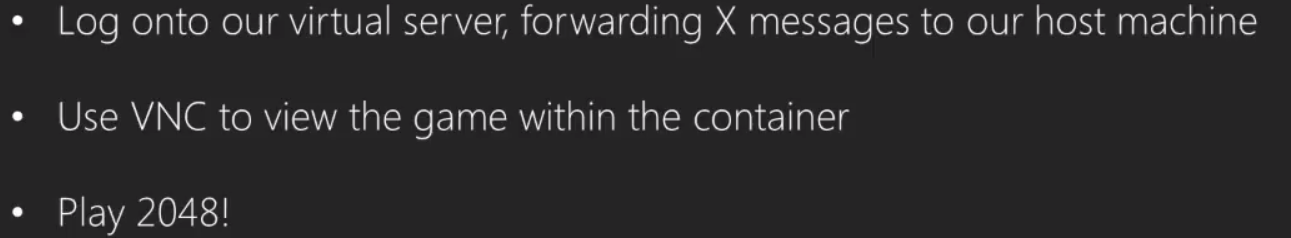 • Log onto our virtual server, forwarding X messages to our host machine
• Use VNC to view the game within the container
• Play 2048!